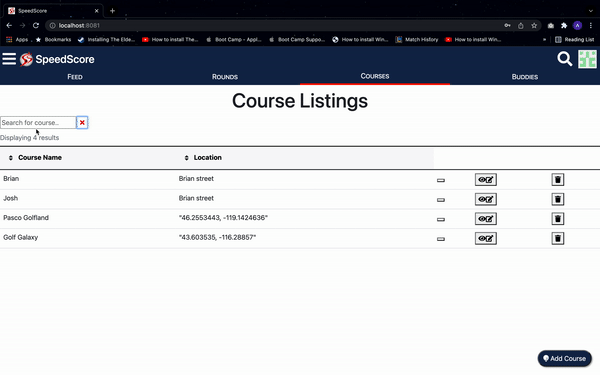 SpeedScore
localhost:8081
Apps
Bookmarks
Installing The Elde...
How to install The...
Boot Camp - Appl...
Boot Camp Suppo...
How to install Win...
Match History
How to install Win...
Reading List
SpeedScore
FEED
ROUNDS
COURSES
BUDDIES
Course Listings
Search for course...
Displaying 4 results
Course Name
Location
Brian
Brian street
Josh
Brian street
Pasco Golfland
"46.2553443, -119.1424636"
Golf Galaxy
"43.603535, -116.28857"
Add Course